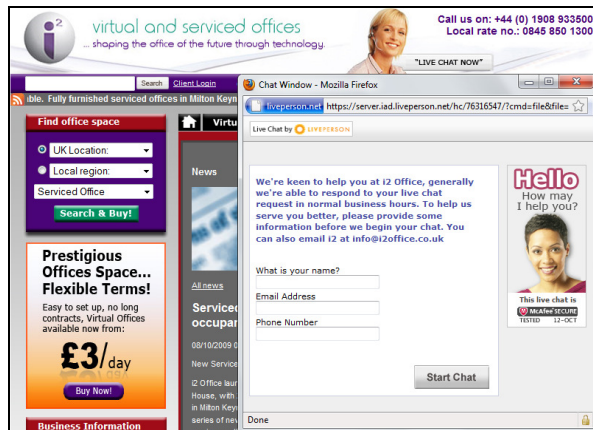 i2
virtual and serviced offices
... shaping the office of the future through technology.
Call us on: +44 (0) 1908 933500
Local rate no.: 0845 850 1300
"LIVE CHAT NOW"
Search
Client Login
ble. Fully furnished serviced offices in Milton Keyn
Find office space
UK Location:
Local region:
Serviced Office
Search & Buy!
Prestigious
Offices Space...
Flexible Terms!
Easy to set up, no long
contracts, Virtual Offices
available now from:
£3/day
Buy Now!
Business Information
Virtu
News
All news
Serviced
occupan
08/10/2009 0
New Service
i2 Office laun
House, with
in Milton Keyn
series of new
Chat Window - Mozilla Firefox
liveperson.net https://server.iad.liveperson.net/hc/76316547/?cmd=file&file=
Live Chat by LIVEPERSON
We're keen to help you at i2 Office, generally
we're able to respond to your live chat
request in normal business hours. To help us
serve you better, please provide some
information before we begin your chat. You
can also email i2 at info@i2office.co.uk
What is your name?
Email Address
Phone Number
Start Chat
Hello
How may
I help you?
This live chat is
McAfee SECURE
TESTED 12-OCT
Done